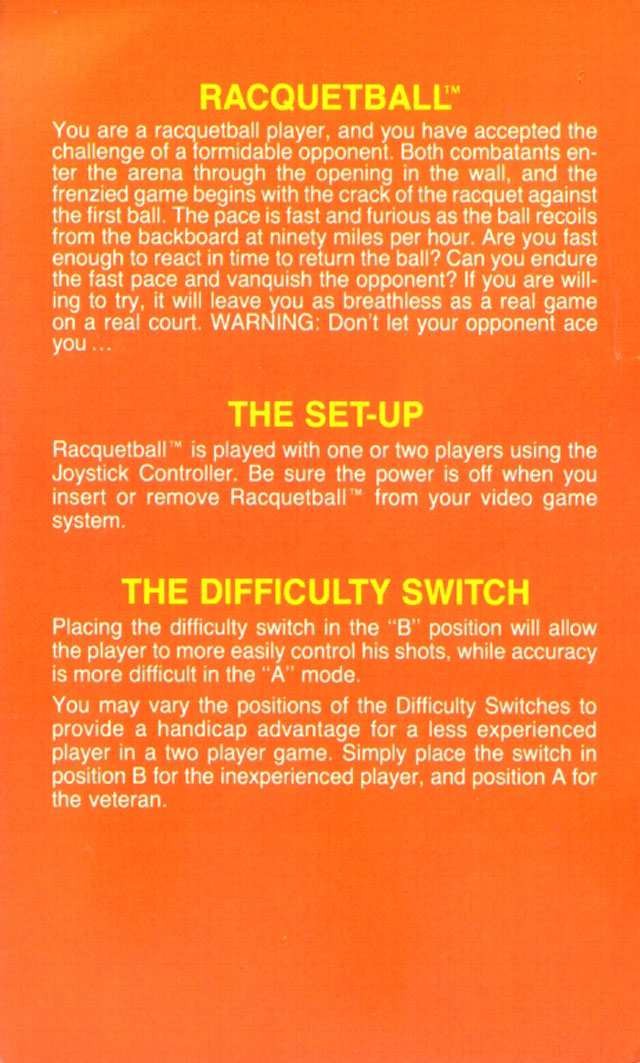 RACQUETBALL™
You are a racquetball player, and you have accepted the
challenge of a formidable opponent. Both combatants en-
ter the arena through the opening in the wall, and the
frenzied game begins with the crack of the racquet against
the first ball. The pace is fast and furious as the ball recoils
from the backboard at ninety miles per hour. Are you fast
enough to react in time to return the ball? Can you endure
the fast pace and vanquish the opponent? If you are will-
ing to try, it will leave you as breathless as a real game
on a real court. WARNING: Don't let your opponent ace
you ...
THE SET-UP
Racquetball™ is played with one or two players using the
Joystick Controller. Be sure the power is off when you
insert or remove Racquetball™ from your video game
system.
THE DIFFICULTY SWITCH
Placing the difficulty switch in the "B" position will allow
the player to more easily control his shots, while accuracy
is more difficult in the "A" mode.
You may vary the positions of the Difficulty Switches to
provide a handicap advantage for a less experienced
player in a two player game. Simply place the switch in
position B for the inexperienced player, and position A for
the veteran.